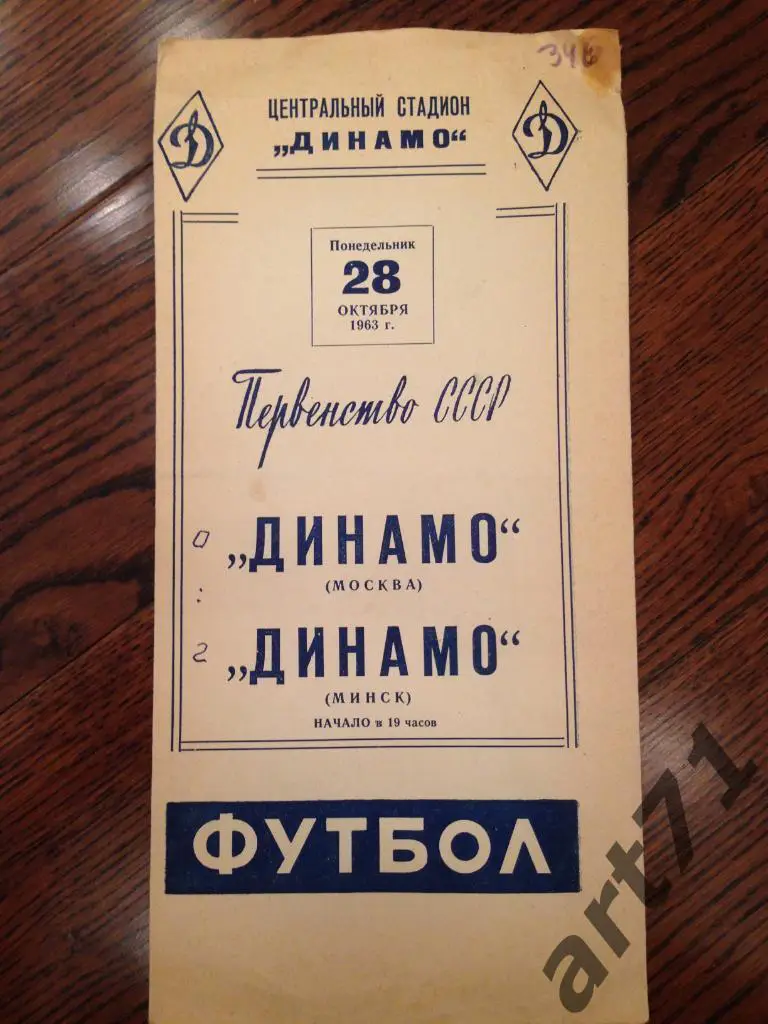 346
ЦЕНТРАЛЬНЫЙ СТАДИОН
„ДИНАМО“
Д Д
Понедельник
28
ОКТЯБРЯ
1963 г.
Первенство СССР
0 „ДИНАМО“
(МОСКВА)
:
2 „ДИНАМО“
(МИНСК)
НАЧАЛО в 19 часов
ФУТБОЛ
art71